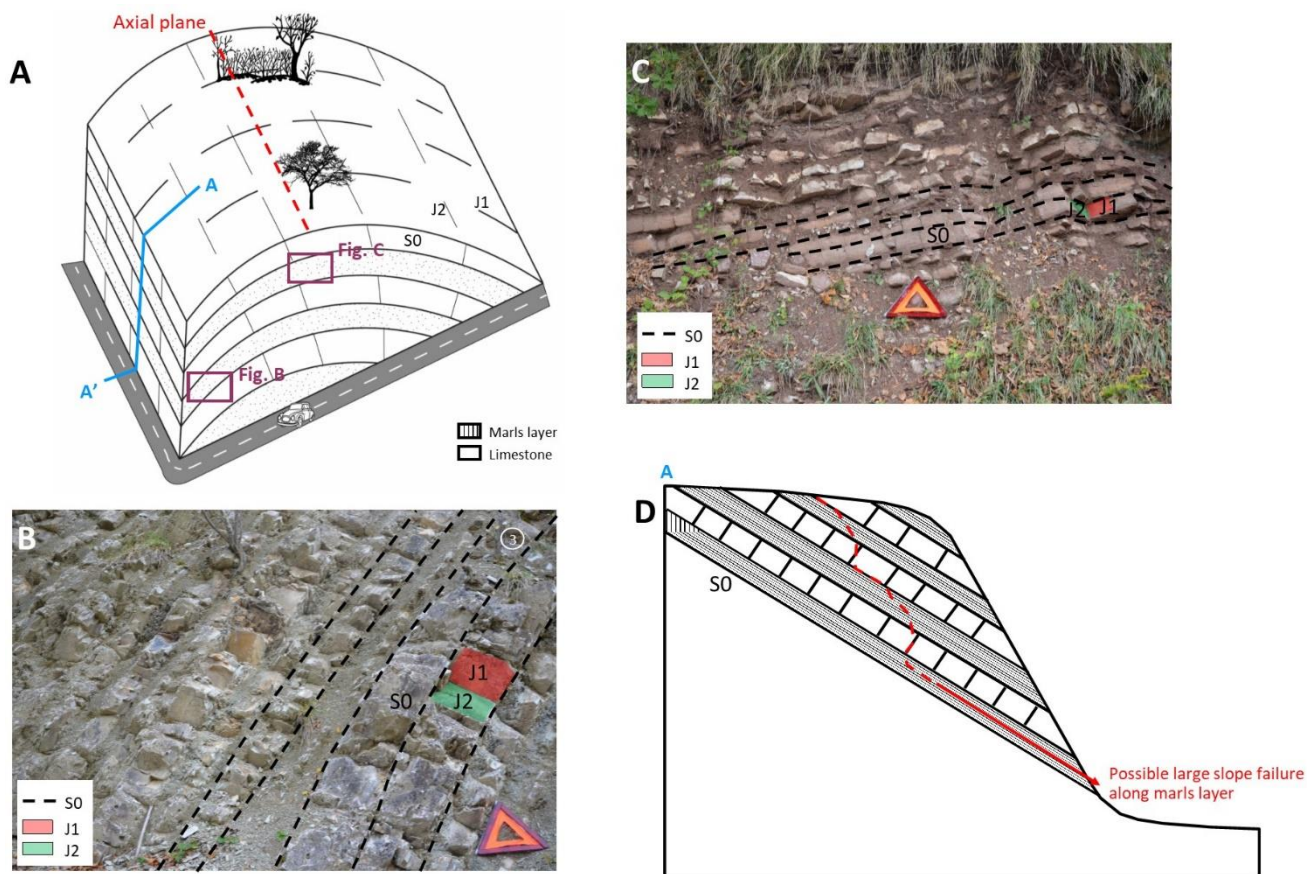 A
Axial plane
A
J2
J1
S0
Fig. C
Fig. B
A'
Marls layer
Limestone
B
3
J1
S0
J2
S0
J1
J2
C
J2
J1
S0
S0
J1
J2
A
D
S0
Possible large slope failure
along marls layer